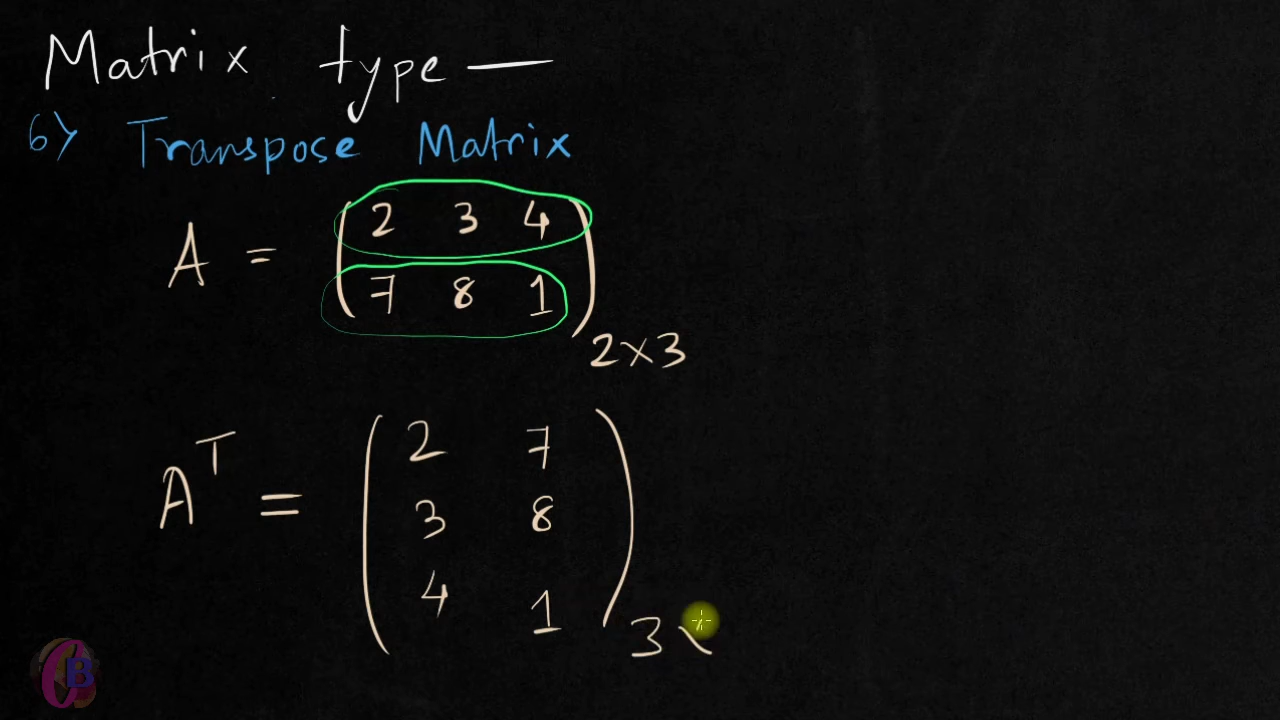 Matrix type —
6) Transpose Matrix
A = (2 3 4
7 8 1) 2×3
A^T = (2 7
3 8
4 1) 3
CB